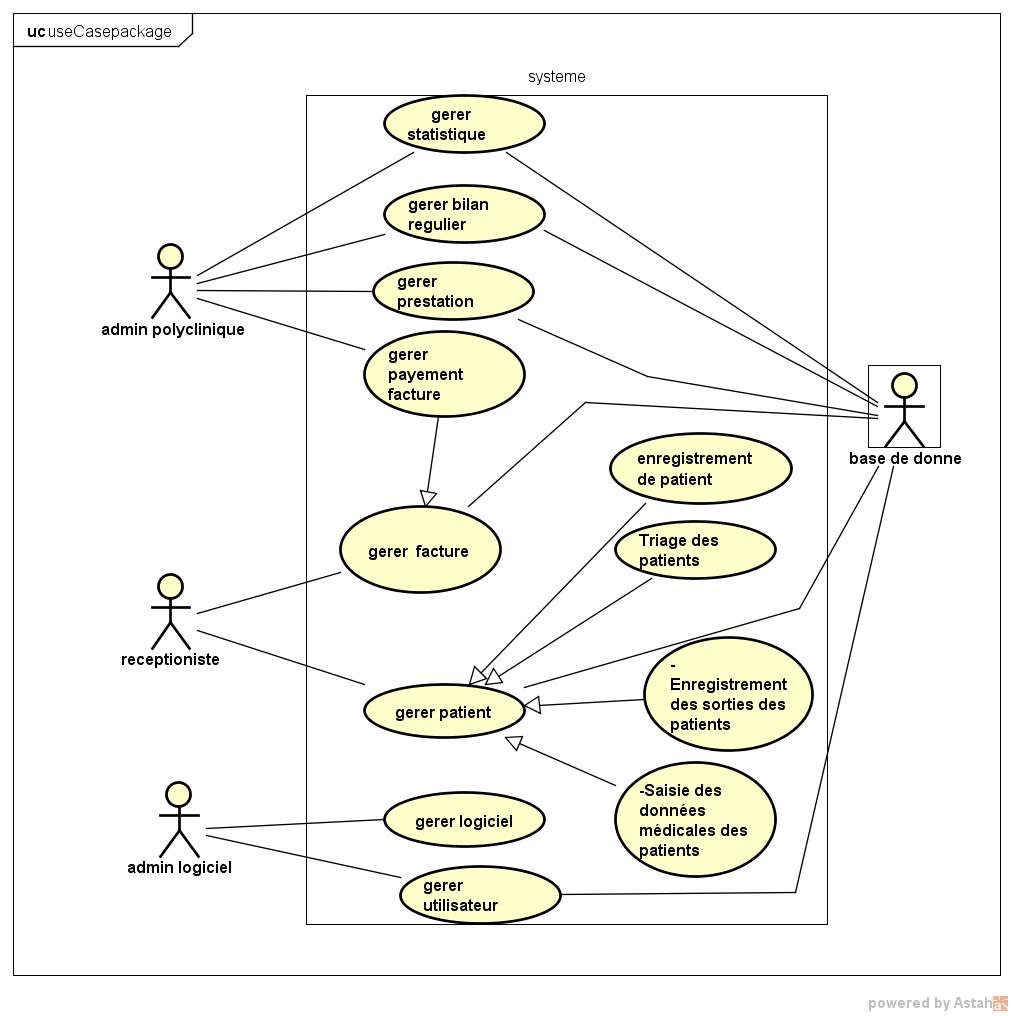 uc useCasepackage
systeme
gerer
statistique
gerer bilan
regulier
gerer
prestation
admin polyclinique
gerer
payement
facture
base de donne
enregistrement
de patient
gerer facture
Triage des
patients
receptioniste
-
Enregistrement
des sorties des
patients
gerer patient
-Saisie des
données
médicales des
patients
gerer logiciel
admin logiciel
gerer
utilisateur
powered by Astah